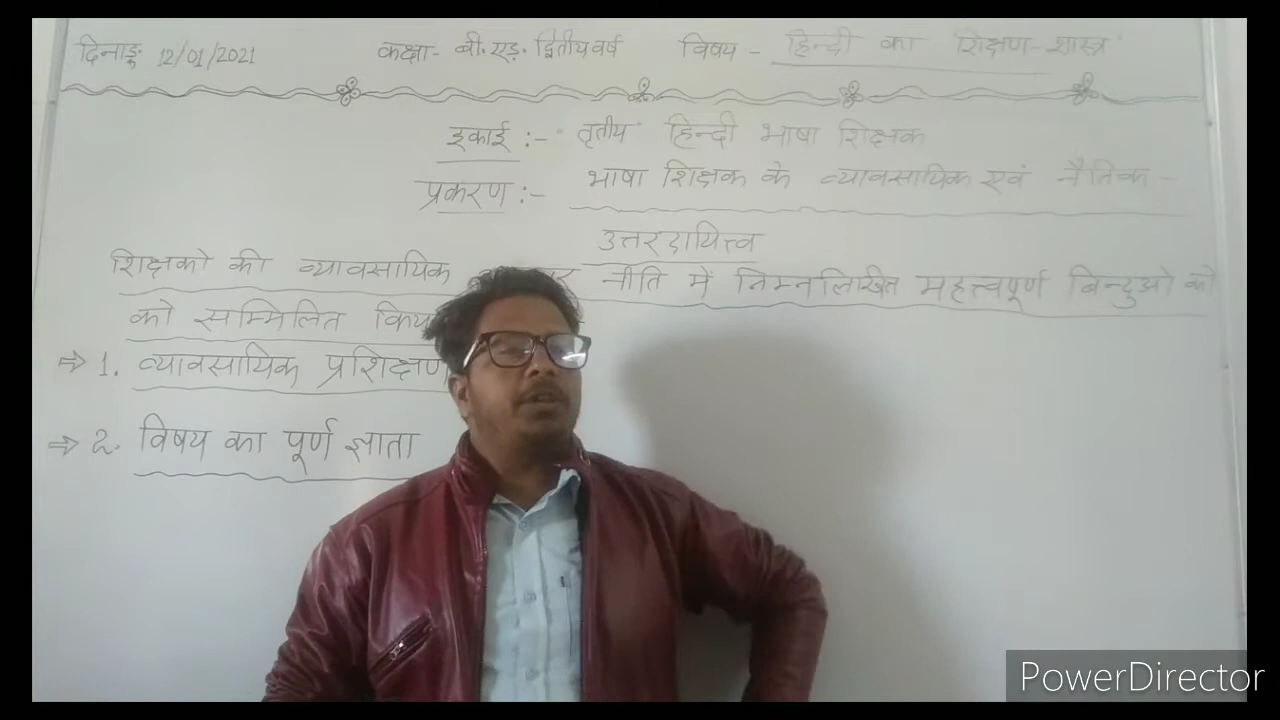 दिनाङ्क 12/01/2021 कक्षा- बी.एड़. द्वितीय वर्ष विषय - हिन्दी का शिक्षण-शास्त्र
इकाई :- तृतीय हिन्दी भाषा शिक्षक
प्रकरण :- भाषा शिक्षक के व्यावसायिक एवं नैतिक-
उत्तरदायित्व
शिक्षको की व्यावसायिक नीति में निम्नलिखित महत्त्वपूर्ण बिन्दुओ को
को सम्मिलित
⇒ 1. व्यावसायिक प्रशिक्षण
⇒ 2. विषय का पूर्ण ज्ञाता
PowerDirector